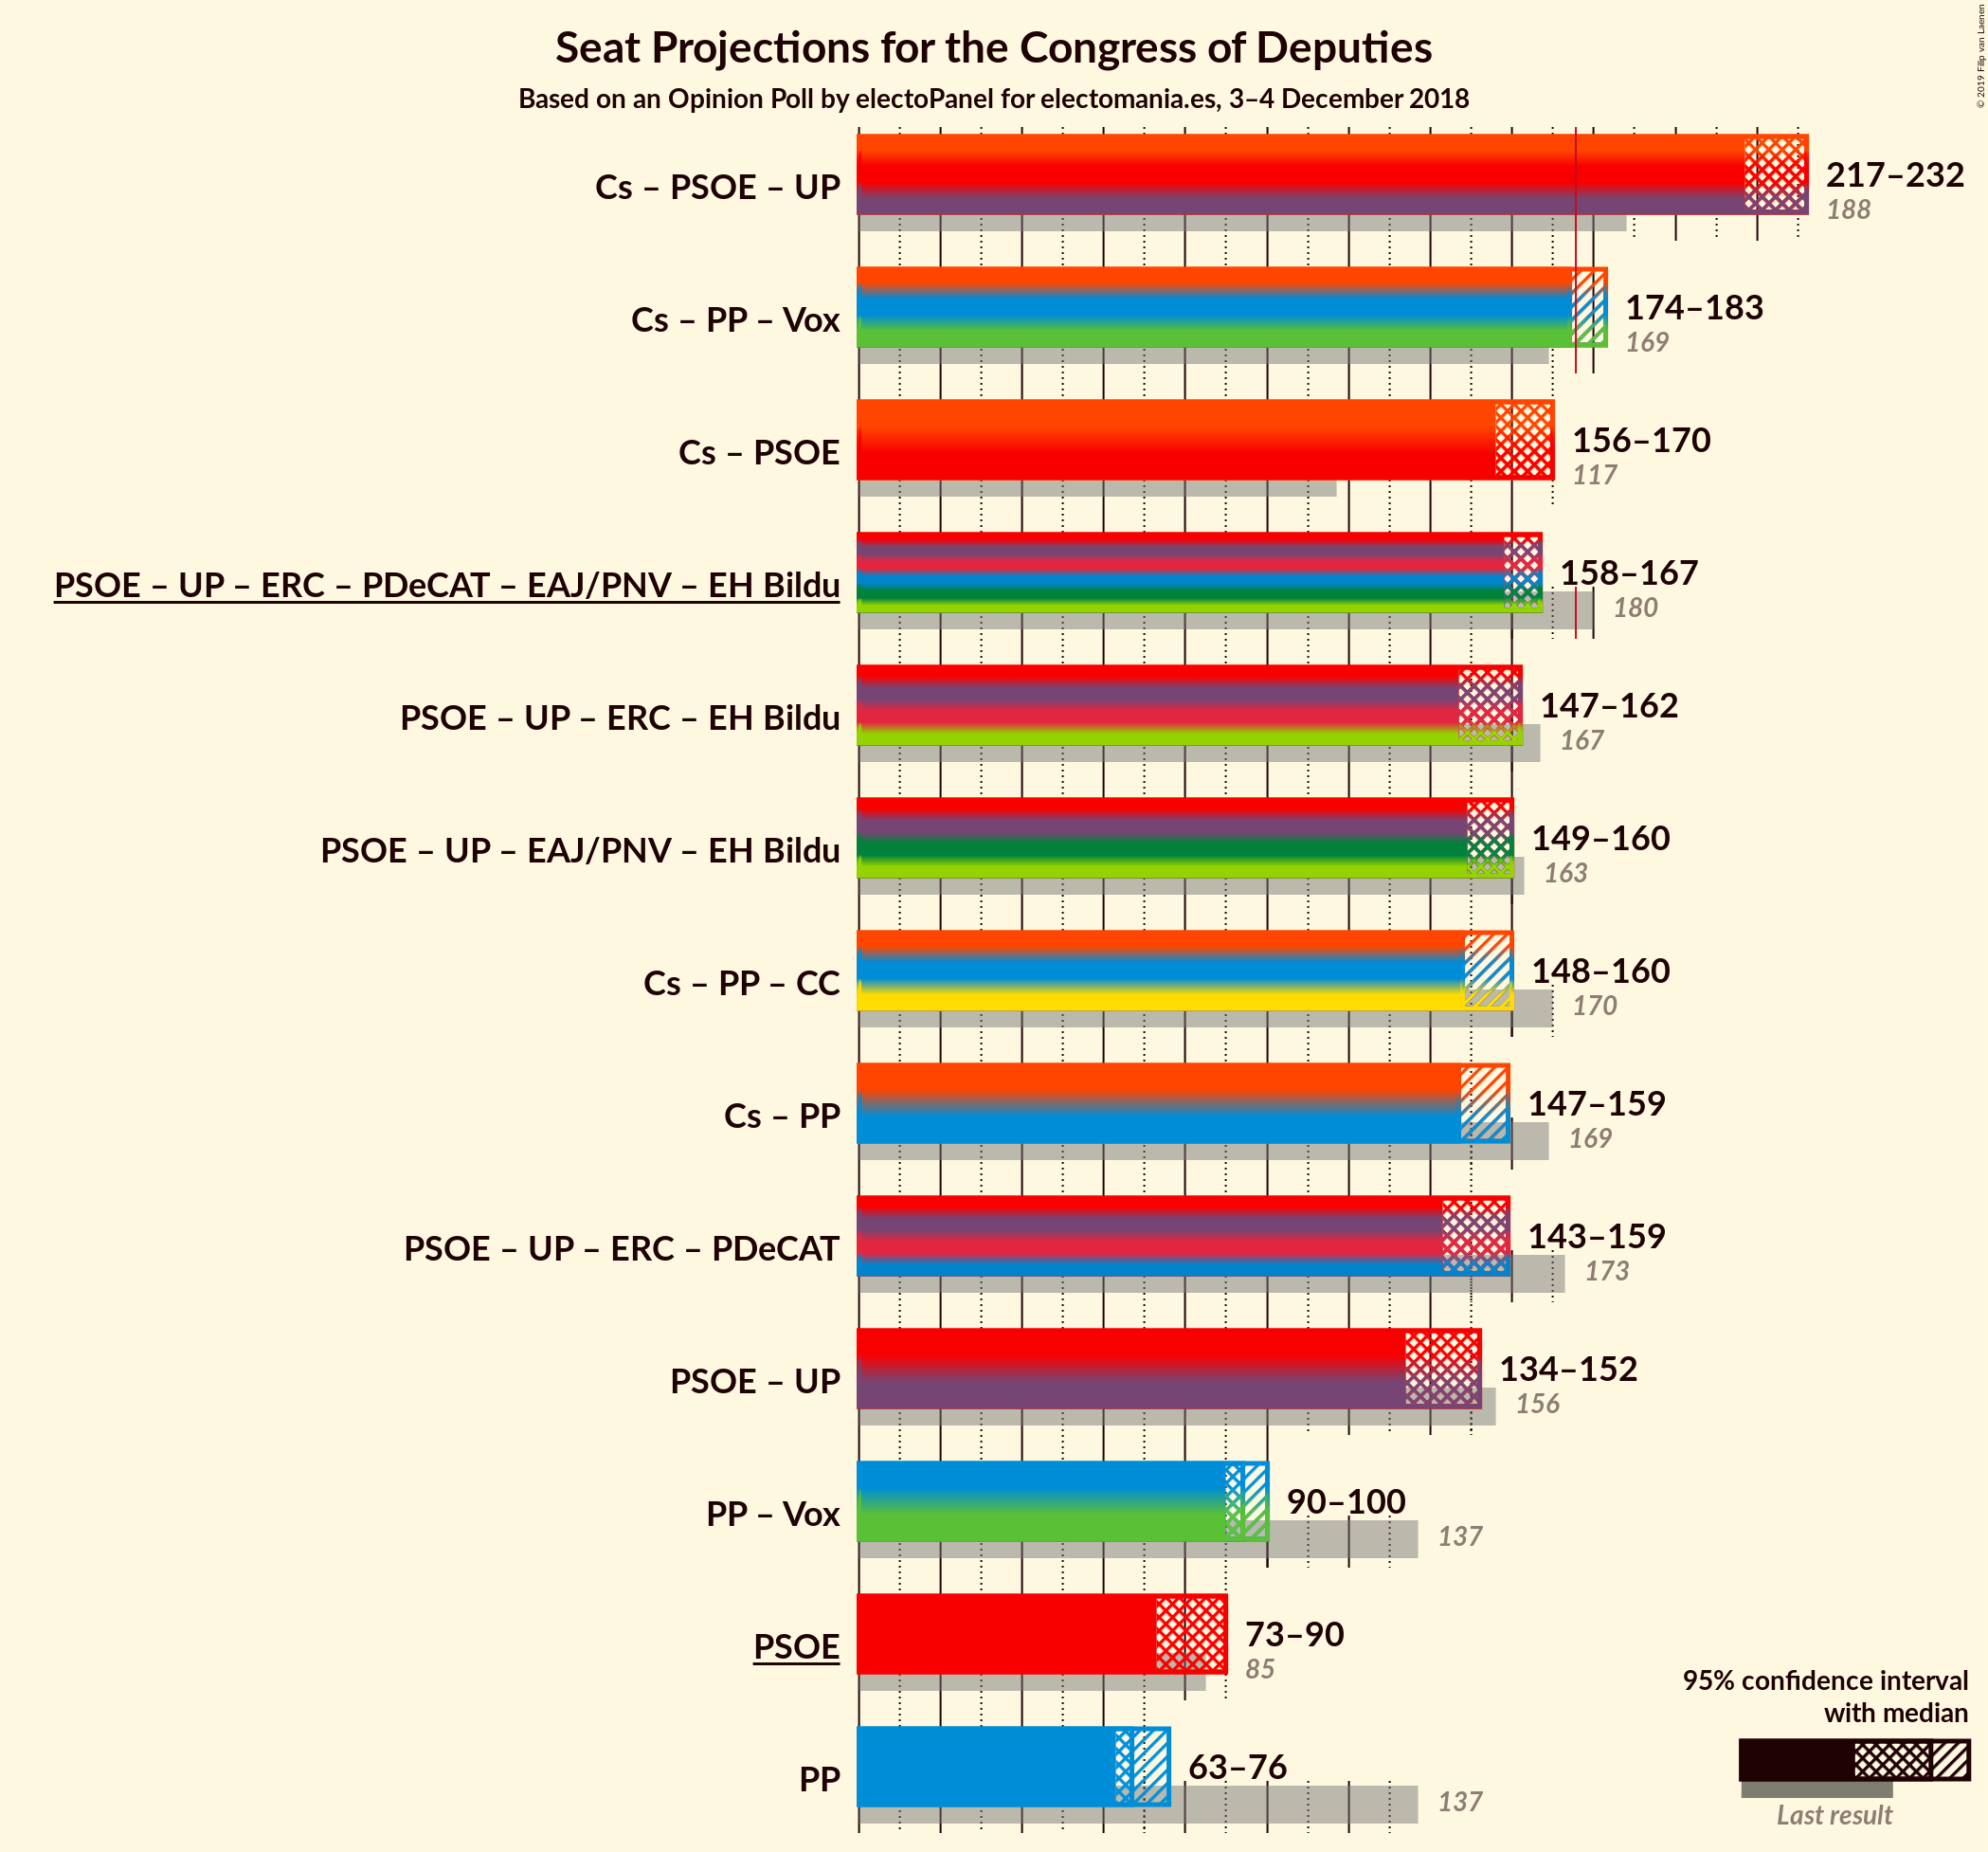 Seat Projections for the Congress of Deputies
Based on an Opinion Poll by electoPanel for electomania.es, 3–4 December 2018
© 2019 Filip van Laenen
Cs – PSOE – UP
217–232
188
Cs – PP – Vox
174–183
169
Cs – PSOE
156–170
117
PSOE – UP – ERC – PDeCAT – EAJ/PNV – EH Bildu
158–167
180
PSOE – UP – ERC – EH Bildu
147–162
167
PSOE – UP – EAJ/PNV – EH Bildu
149–160
163
Cs – PP – CC
148–160
170
Cs – PP
147–159
169
PSOE – UP – ERC – PDeCAT
143–159
173
PSOE – UP
134–152
156
PP – Vox
90–100
137
PSOE
73–90
85
PP
63–76
137
95% confidence interval
with median
Last result